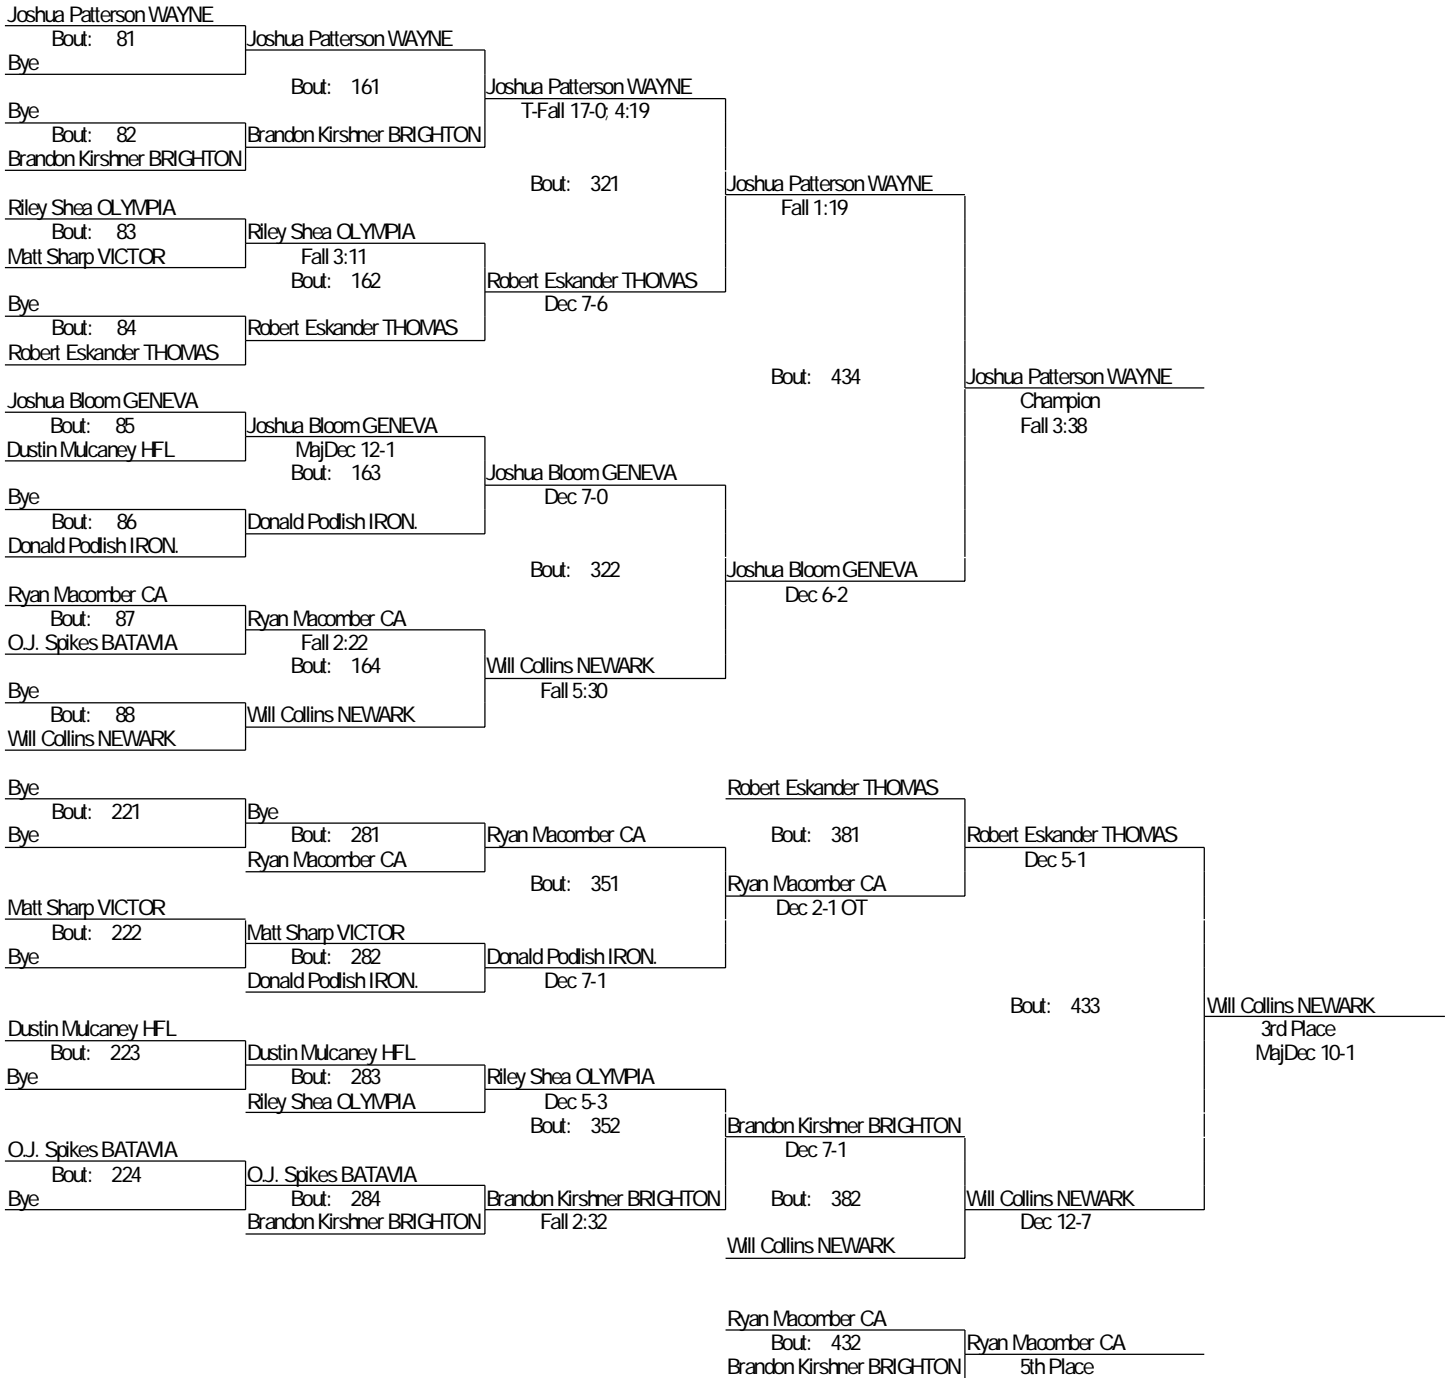 Joshua Patterson WAYNE
Bout: 81
Joshua Patterson WAYNE
Bye
Bout: 161
Joshua Patterson WAYNE
Bye
T-Fall 17-0; 4:19
Bout: 82
Brandon Kirshner BRIGHTON
Brandon Kirshner BRIGHTON
Bout: 321
Joshua Patterson WAYNE
Riley Shea OLYMPIA
Fall 1:19
Bout: 83
Riley Shea OLYMPIA
Matt Sharp VICTOR
Fall 3:11
Bout: 162
Robert Eskander THOMAS
Bye
Dec 7-6
Bout: 84
Robert Eskander THOMAS
Robert Eskander THOMAS
Bout: 434
Joshua Patterson WAYNE
Joshua Bloom GENEVA
Champion
Bout: 85
Joshua Bloom GENEVA
Fall 3:38
Dustin Mulcaney HFL
MajDec 12-1
Bout: 163
Joshua Bloom GENEVA
Bye
Dec 7-0
Bout: 86
Donald Podlish IRON.
Donald Podlish IRON.
Bout: 322
Joshua Bloom GENEVA
Ryan Macomber CA
Dec 6-2
Bout: 87
Ryan Macomber CA
O.J. Spikes BATAVIA
Fall 2:22
Bout: 164
Will Collins NEWARK
Bye
Fall 5:30
Bout: 88
Will Collins NEWARK
Will Collins NEWARK
Bye
Robert Eskander THOMAS
Bout: 221
Bye
Bye
Bout: 281
Ryan Macomber CA
Bout: 381
Robert Eskander THOMAS
Ryan Macomber CA
Dec 5-1
Bout: 351
Ryan Macomber CA
Matt Sharp VICTOR
Dec 2-1 OT
Bout: 222
Matt Sharp VICTOR
Bye
Bout: 282
Donald Podlish IRON.
Donald Podlish IRON.
Dec 7-1
Bout: 433
Will Collins NEWARK
Dustin Mulcaney HFL
3rd Place
Bout: 223
Dustin Mulcaney HFL
MajDec 10-1
Bye
Bout: 283
Riley Shea OLYMPIA
Riley Shea OLYMPIA
Dec 5-3
Bout: 352
Brandon Kirshner BRIGHTON
O.J. Spikes BATAVIA
Dec 7-1
Bout: 224
O.J. Spikes BATAVIA
Bye
Bout: 284
Brandon Kirshner BRIGHTON
Bout: 382
Will Collins NEWARK
Brandon Kirshner BRIGHTON
Fall 2:32
Dec 12-7
Will Collins NEWARK
Ryan Macomber CA
Bout: 432
Ryan Macomber CA
Brandon Kirshner BRIGHTON
5th Place